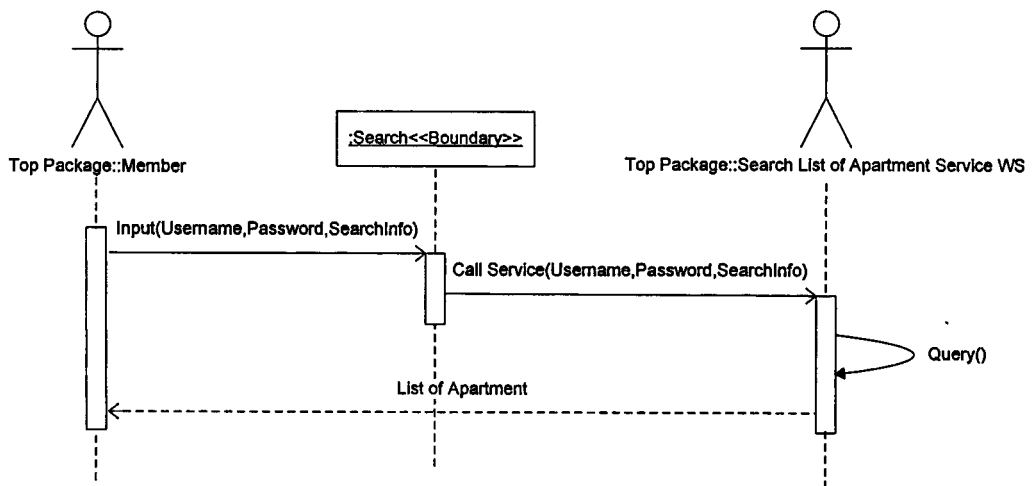 :Search<<Boundary>>
Top Package::Member
Top Package::Search List of Apartment Service WS
Input(Username,Password,SearchInfo)
Call Service(Username,Password,SearchInfo)
Query()
List of Apartment